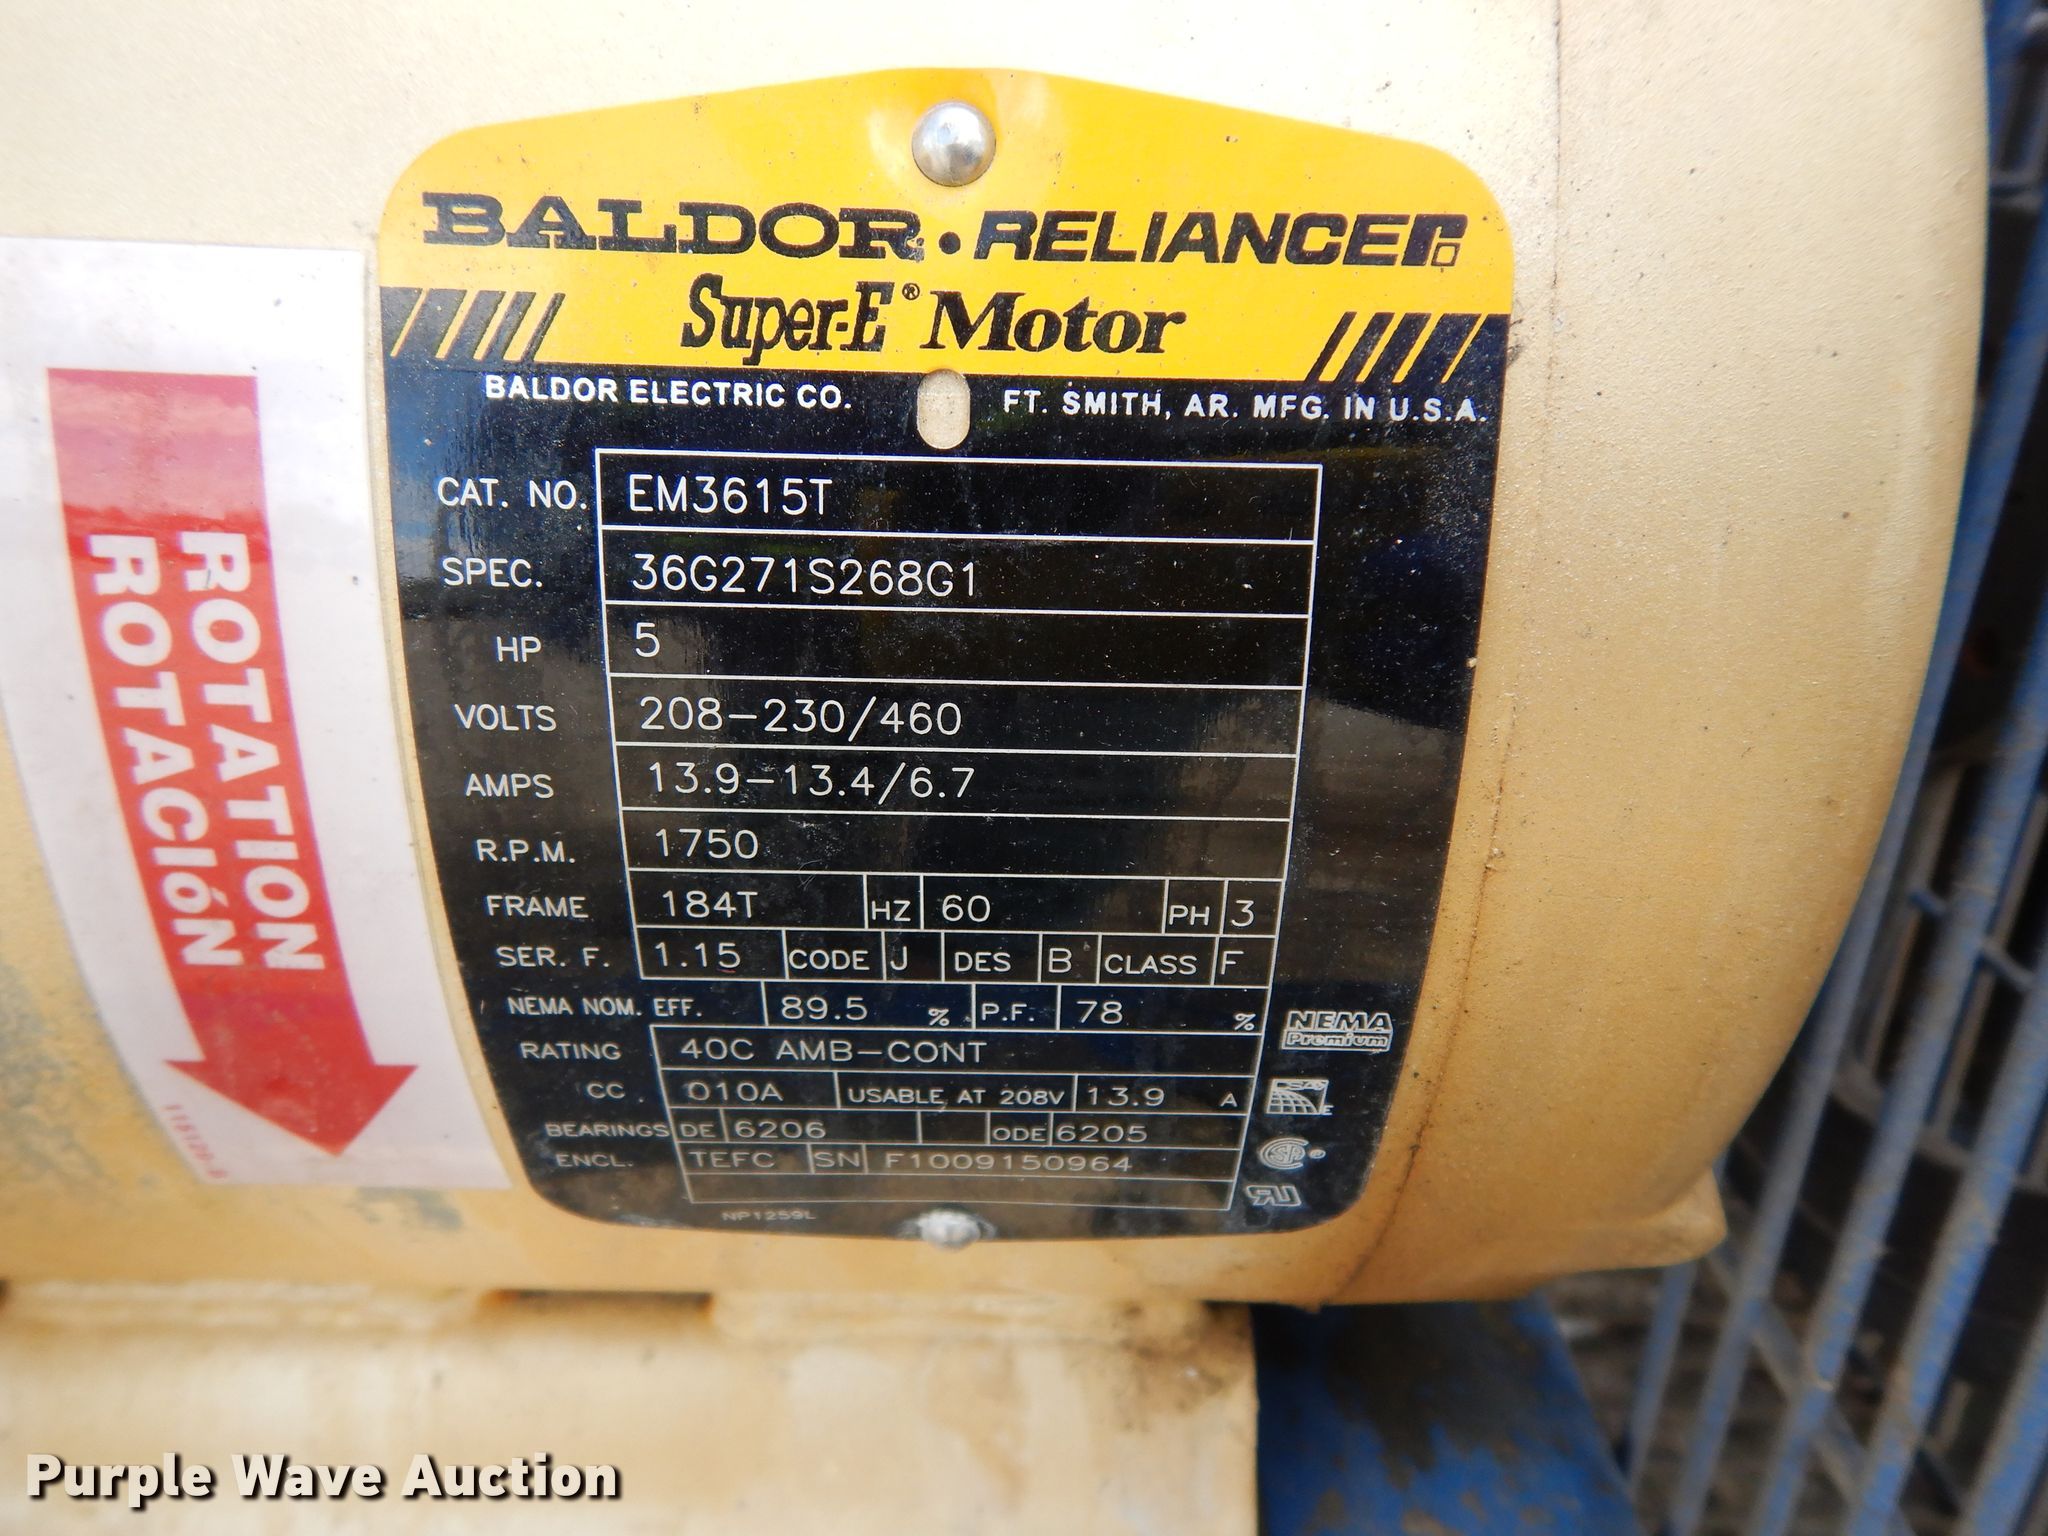 BALDOR • RELIANCER
Super-E® Motor
BALDOR ELECTRIC CO. FT. SMITH, AR. MFG. IN U.S.A.
CAT. NO. EM3615T
SPEC. 36G271S268G1
HP 5
VOLTS 208-230/460
AMPS 13.9-13.4/6.7
R.P.M. 1750
FRAME 184T HZ 60 PH 3
SER. F. 1.15 CODE J DES B CLASS F
NEMA NOM. EFF. 89.5 % P.F. 78 %
RATING 40C AMB-CONT
CC 010A USABLE AT 208V 13.9 A
BEARINGS DE 6206 ODE 6205
ENCL. TEFC SN F1009150964
NP1259L
NEMA
Premium
ROTATION
ROTACIÓN
Purple Wave Auction